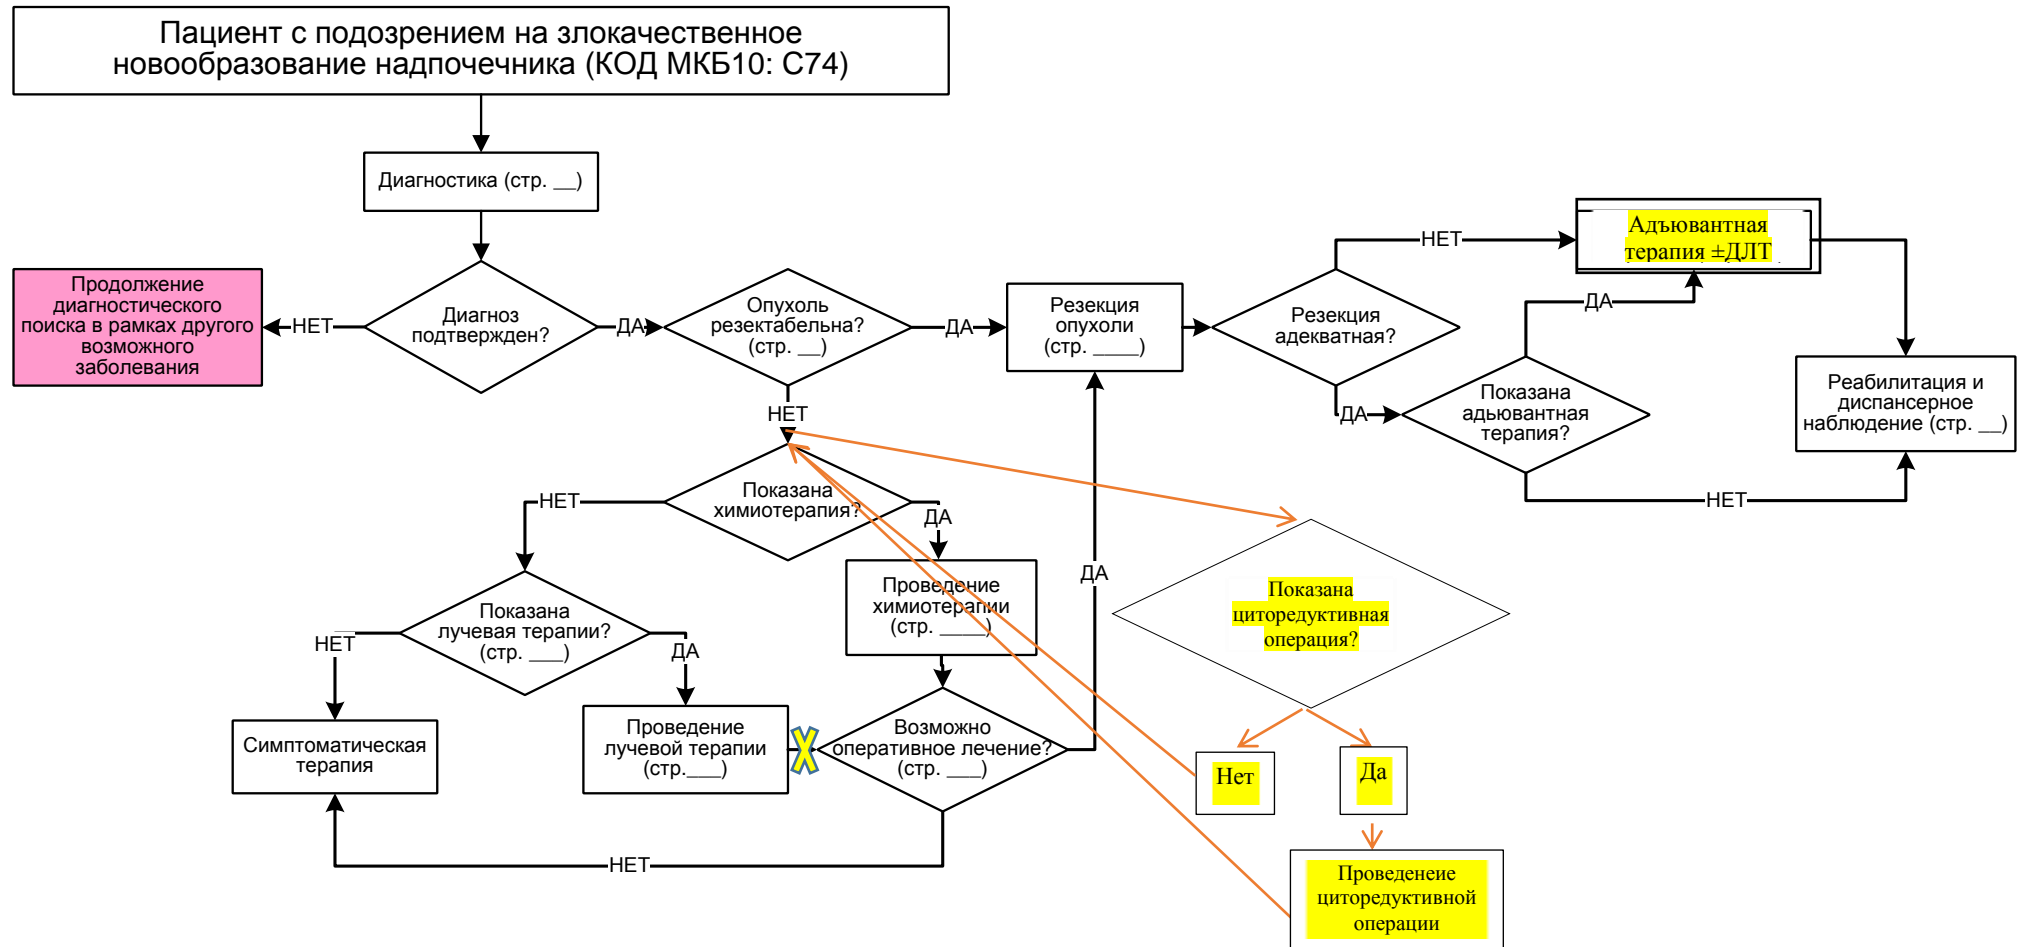 Пациент с подозрением на злокачественное
новообразование надпочечника (КОД МКБ10: C74)
Диагностика (стр. __)
Диагноз
подтвержден?
НЕТ
Продолжение
диагностического
поиска в рамках другого
возможного
заболевания
ДА
Опухоль
резектабельна?
(стр. __)
ДА
Резекция
опухоли
(стр. ____)
Резекция
адекватная?
НЕТ
Адъювантная
терапия ±ДЛТ
ДА
ДА
Показана
адьювантная
терапия?
НЕТ
Реабилитация и
диспансерное
наблюдение (стр. __)
НЕТ
Показана
химиотерапия?
НЕТ
ДА
Проведение
химиотерапии
(стр. ____)
ДА
Показана
лучевая терапии?
(стр. ___)
НЕТ
ДА
Симптоматическая
терапия
Проведение
лучевой терапии
(стр.___)
Возможно
оперативное лечение?
(стр. ___)
НЕТ
Показана
циторедуктивная
операция?
Нет
Да
Проведенеие
циторедуктивной
операции